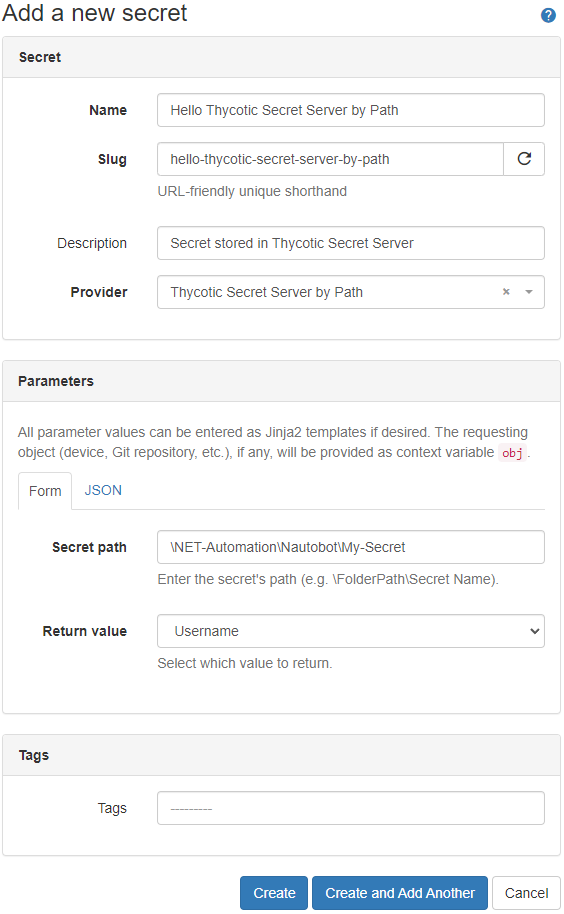 Add a new secret
?
Secret
Name
Hello Thycotic Secret Server by Path
Slug
hello-thycotic-secret-server-by-path
URL-friendly unique shorthand
Description
Secret stored in Thycotic Secret Server
Provider
Thycotic Secret Server by Path
×
Parameters
All parameter values can be entered as Jinja2 templates if desired. The requesting
object (device, Git repository, etc.), if any, will be provided as context variable obj.
Form
JSON
Secret path
\NET-Automation\Nautobot\My-Secret
Enter the secret's path (e.g. \FolderPath\Secret Name).
Return value
Username
Select which value to return.
Tags
Tags
---------
Create
Create and Add Another
Cancel